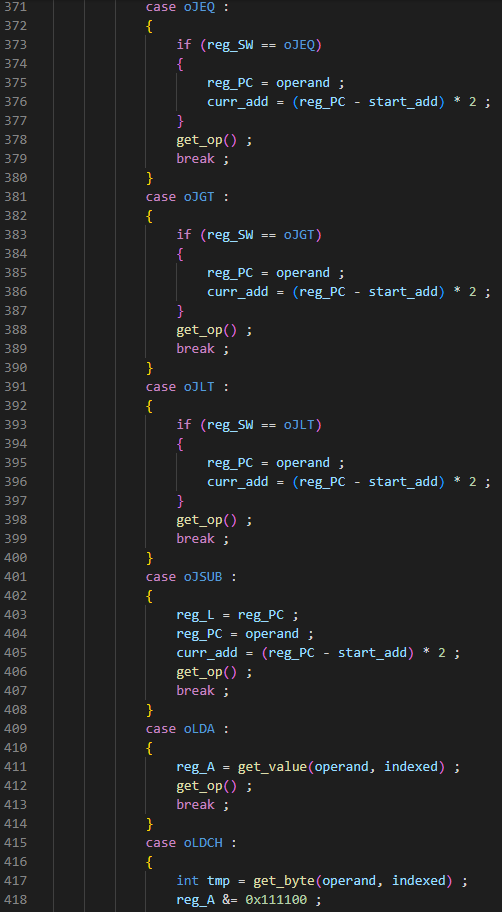 371 case oJEQ :
372 {
373 if (reg_SW == oJEQ)
374 {
375 reg_PC = operand ;
376 curr_add = (reg_PC - start_add) * 2 ;
377 }
378 get_op() ;
379 break ;
380 }
381 case oJGT :
382 {
383 if (reg_SW == oJGT)
384 {
385 reg_PC = operand ;
386 curr_add = (reg_PC - start_add) * 2 ;
387 }
388 get_op() ;
389 break ;
390 }
391 case oJLT :
392 {
393 if (reg_SW == oJLT)
394 {
395 reg_PC = operand ;
396 curr_add = (reg_PC - start_add) * 2 ;
397 }
398 get_op() ;
399 break ;
400 }
401 case oJSUB :
402 {
403 reg_L = reg_PC ;
404 reg_PC = operand ;
405 curr_add = (reg_PC - start_add) * 2 ;
406 get_op() ;
407 break ;
408 }
409 case oLDA :
410 {
411 reg_A = get_value(operand, indexed) ;
412 get_op() ;
413 break ;
414 }
415 case oLDCH :
416 {
417 int tmp = get_byte(operand, indexed) ;
418 reg_A &= 0x111100 ;